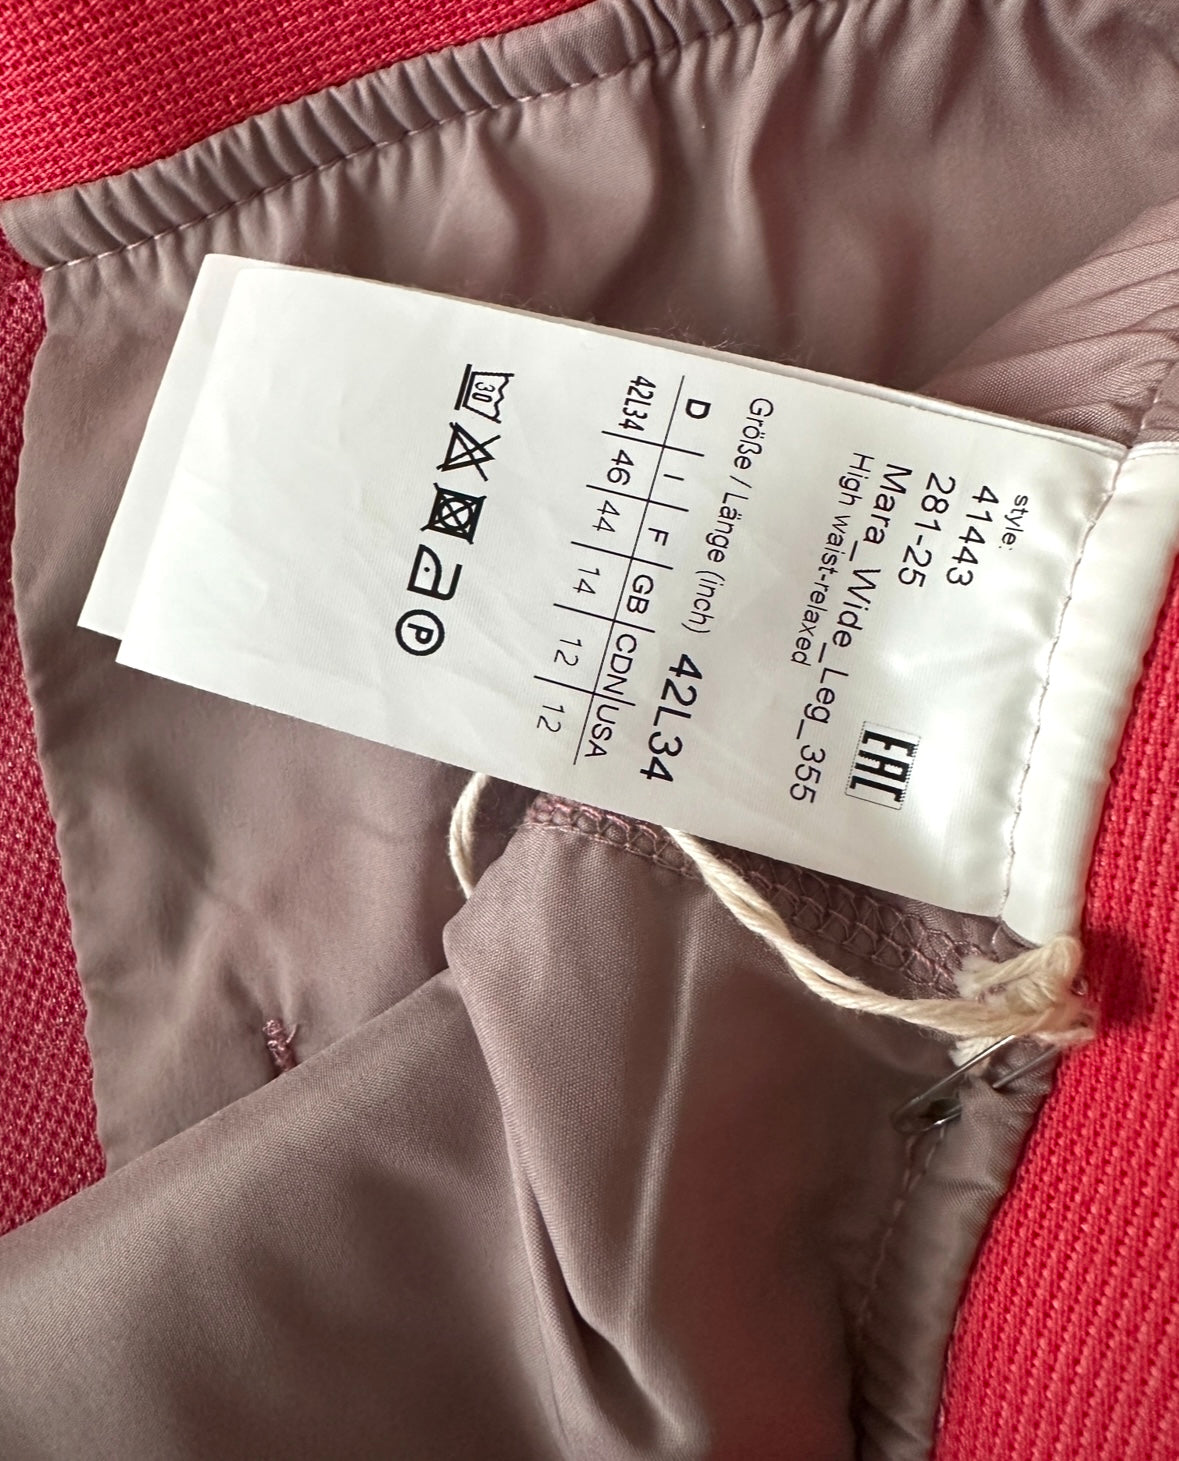 style:
41443
281-25
Mara_Wide_Leg_355
High waist-relaxed
EAC
Größe / Länge (inch) 42L34
D | I | F | GB | CDN | USA
42L34 | 46 | 44 | 14 | 12 | 12
30
P